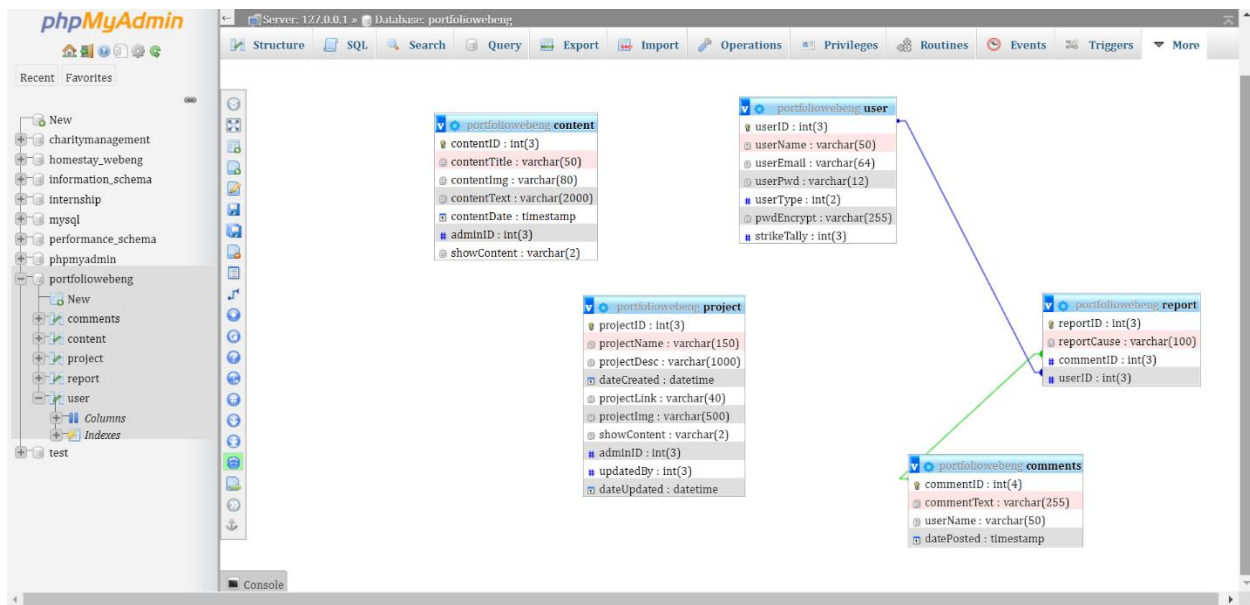 phpMyAdmin
Recent Favorites
New
charitymanagement
homestay_webeng
information_schema
internship
mysql
performance_schema
phpmyadmin
portfoliowebeng
New
comments
content
project
report
user
Columns
Indexes
test
Server: 127.0.0.1 » Database: portfoliowebeng
Structure SQL Search Query Export Import Operations Privileges Routines Events Triggers More
portfoliowebeng content
contentID : int(3)
contentTitle : varchar(50)
contentImg : varchar(80)
contentText : varchar(2000)
contentDate : timestamp
adminID : int(3)
showContent : varchar(2)
portfoliowebeng user
userID : int(3)
userName : varchar(50)
userEmail : varchar(64)
userPwd : varchar(12)
userType : int(2)
pwdEncrypt : varchar(255)
strikeTally : int(3)
portfoliowebeng project
projectID : int(3)
projectName : varchar(150)
projectDesc : varchar(1000)
dateCreated : datetime
projectLink : varchar(40)
projectImg : varchar(500)
showContent : varchar(2)
adminID : int(3)
updatedBy : int(3)
dateUpdated : datetime
portfoliowebeng report
reportID : int(3)
reportCause : varchar(100)
commentID : int(3)
userID : int(3)
portfoliowebeng comments
commentID : int(4)
commentText : varchar(255)
userName : varchar(50)
datePosted : timestamp
Console